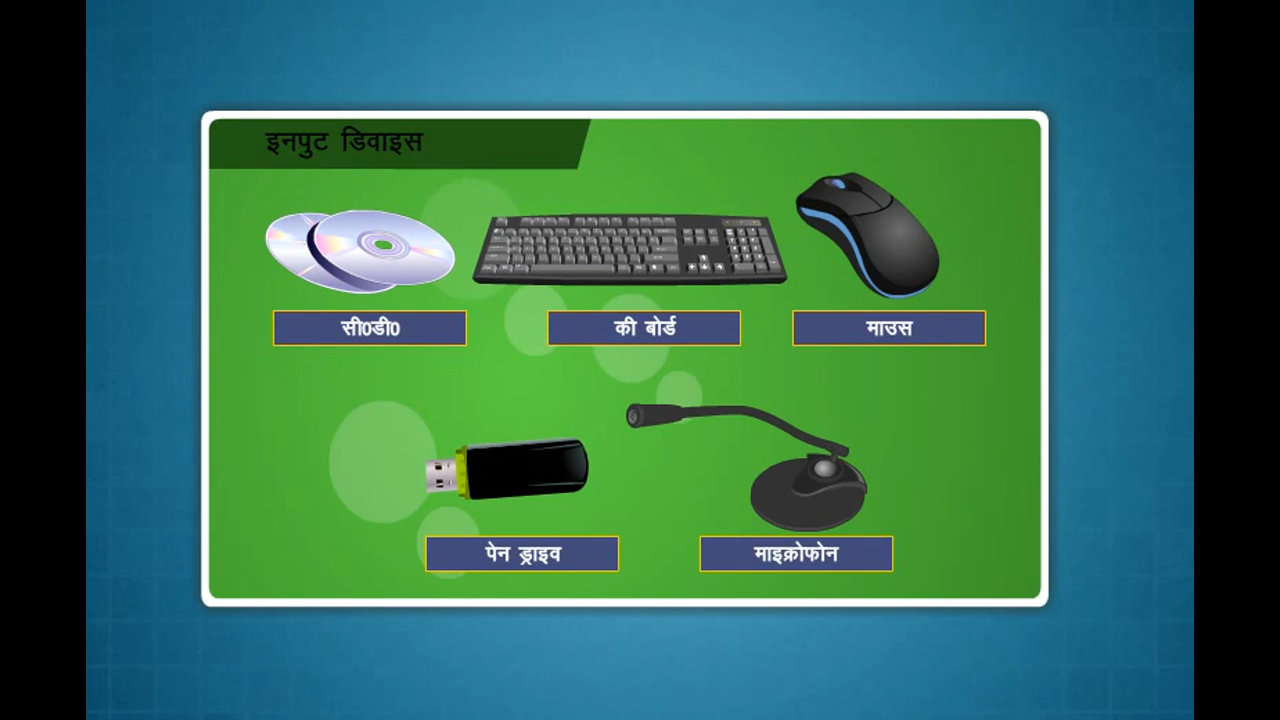 इनपुट डिवाइस
सी0डी0
की बोर्ड
माउस
पेन ड्राइव
माइक्रोफोन